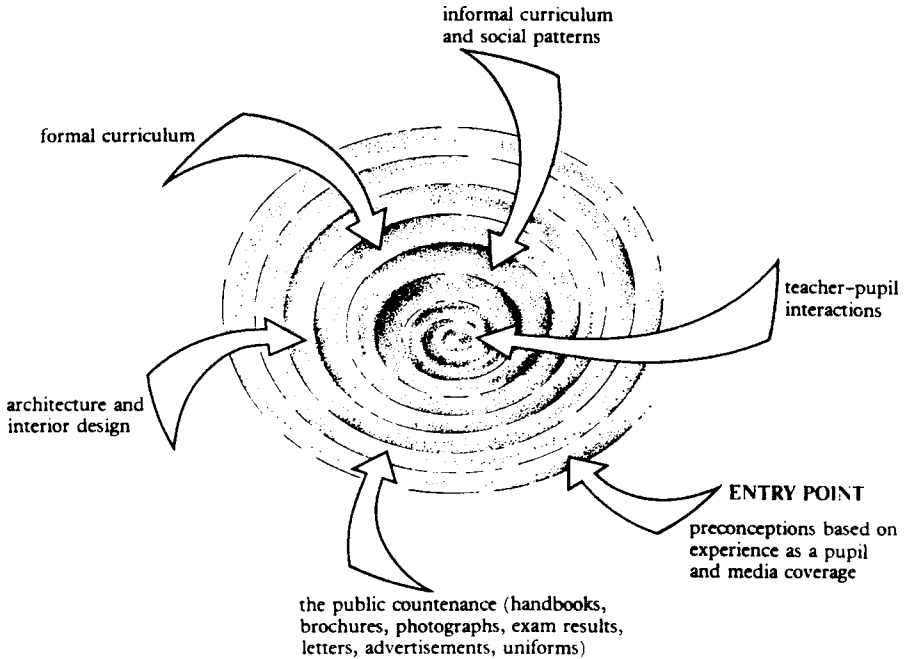 informal curriculum
and social patterns
formal curriculum
teacher-pupil
interactions
architecture and
interior design
ENTRY POINT
preconceptions based on
experience as a pupil
and media coverage
the public countenance (handbooks,
brochures, photographs, exam results,
letters, advertisements, uniforms)